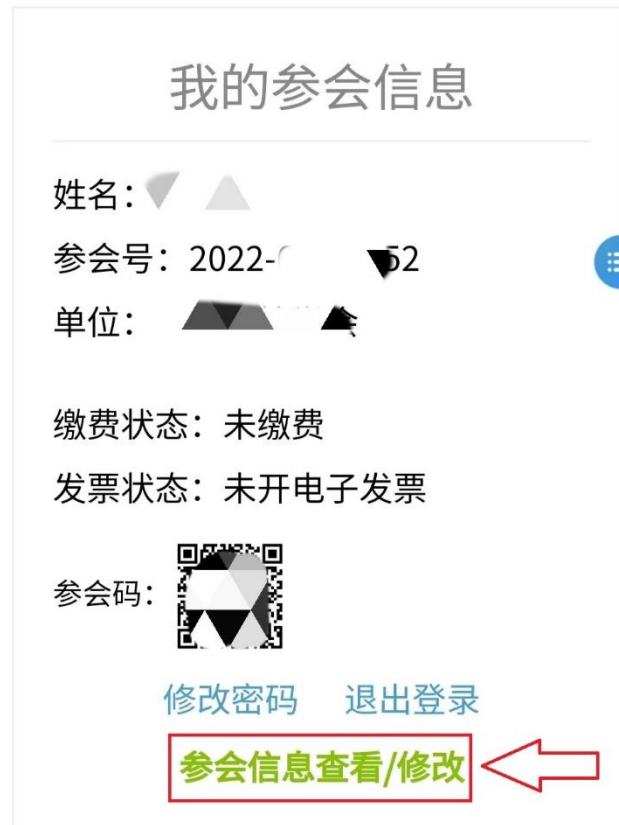 我的参会信息
姓名：
参会号：2022- 52
单位：
缴费状态：未缴费
发票状态：未开电子发票
参会码：
修改密码 退出登录
参会信息查看/修改